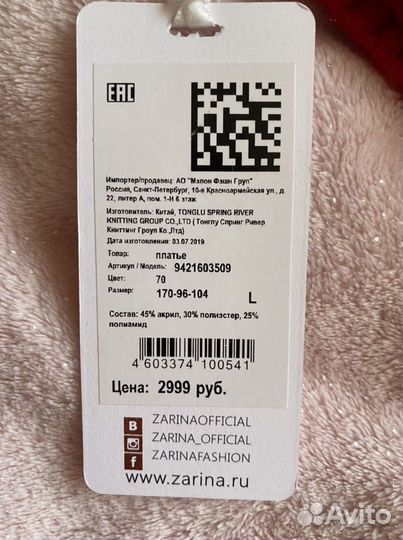 EAC
Импортер/продавец: АО "Мэлон Фэшн Груп"
Россия, Санкт-Петербург, 10-я Красноармейская ул., д.
22, литер А, пом. 1-Н 6 этаж
Изготовитель: Китай, TONGLU SPRING RIVER
KNITTING GROUP CO.,LTD ( Тонглу Спринг Ривер
Книттинг Гроуп Ко.,Лтд)
Дата изготовления: 03.07.2019
Товар: платье
Артикул / Модель: 9421603509
Цвет: 70
Размер: 170-96-104 L
Состав: 45% акрил, 30% полиэстер, 25%
полиамид
4 603374 100541
Цена: 2999 руб.
B ZARINAOFFICIAL
ZARINA_OFFICIAL
f ZARINAFASHION
www.zarina.ru
Avito